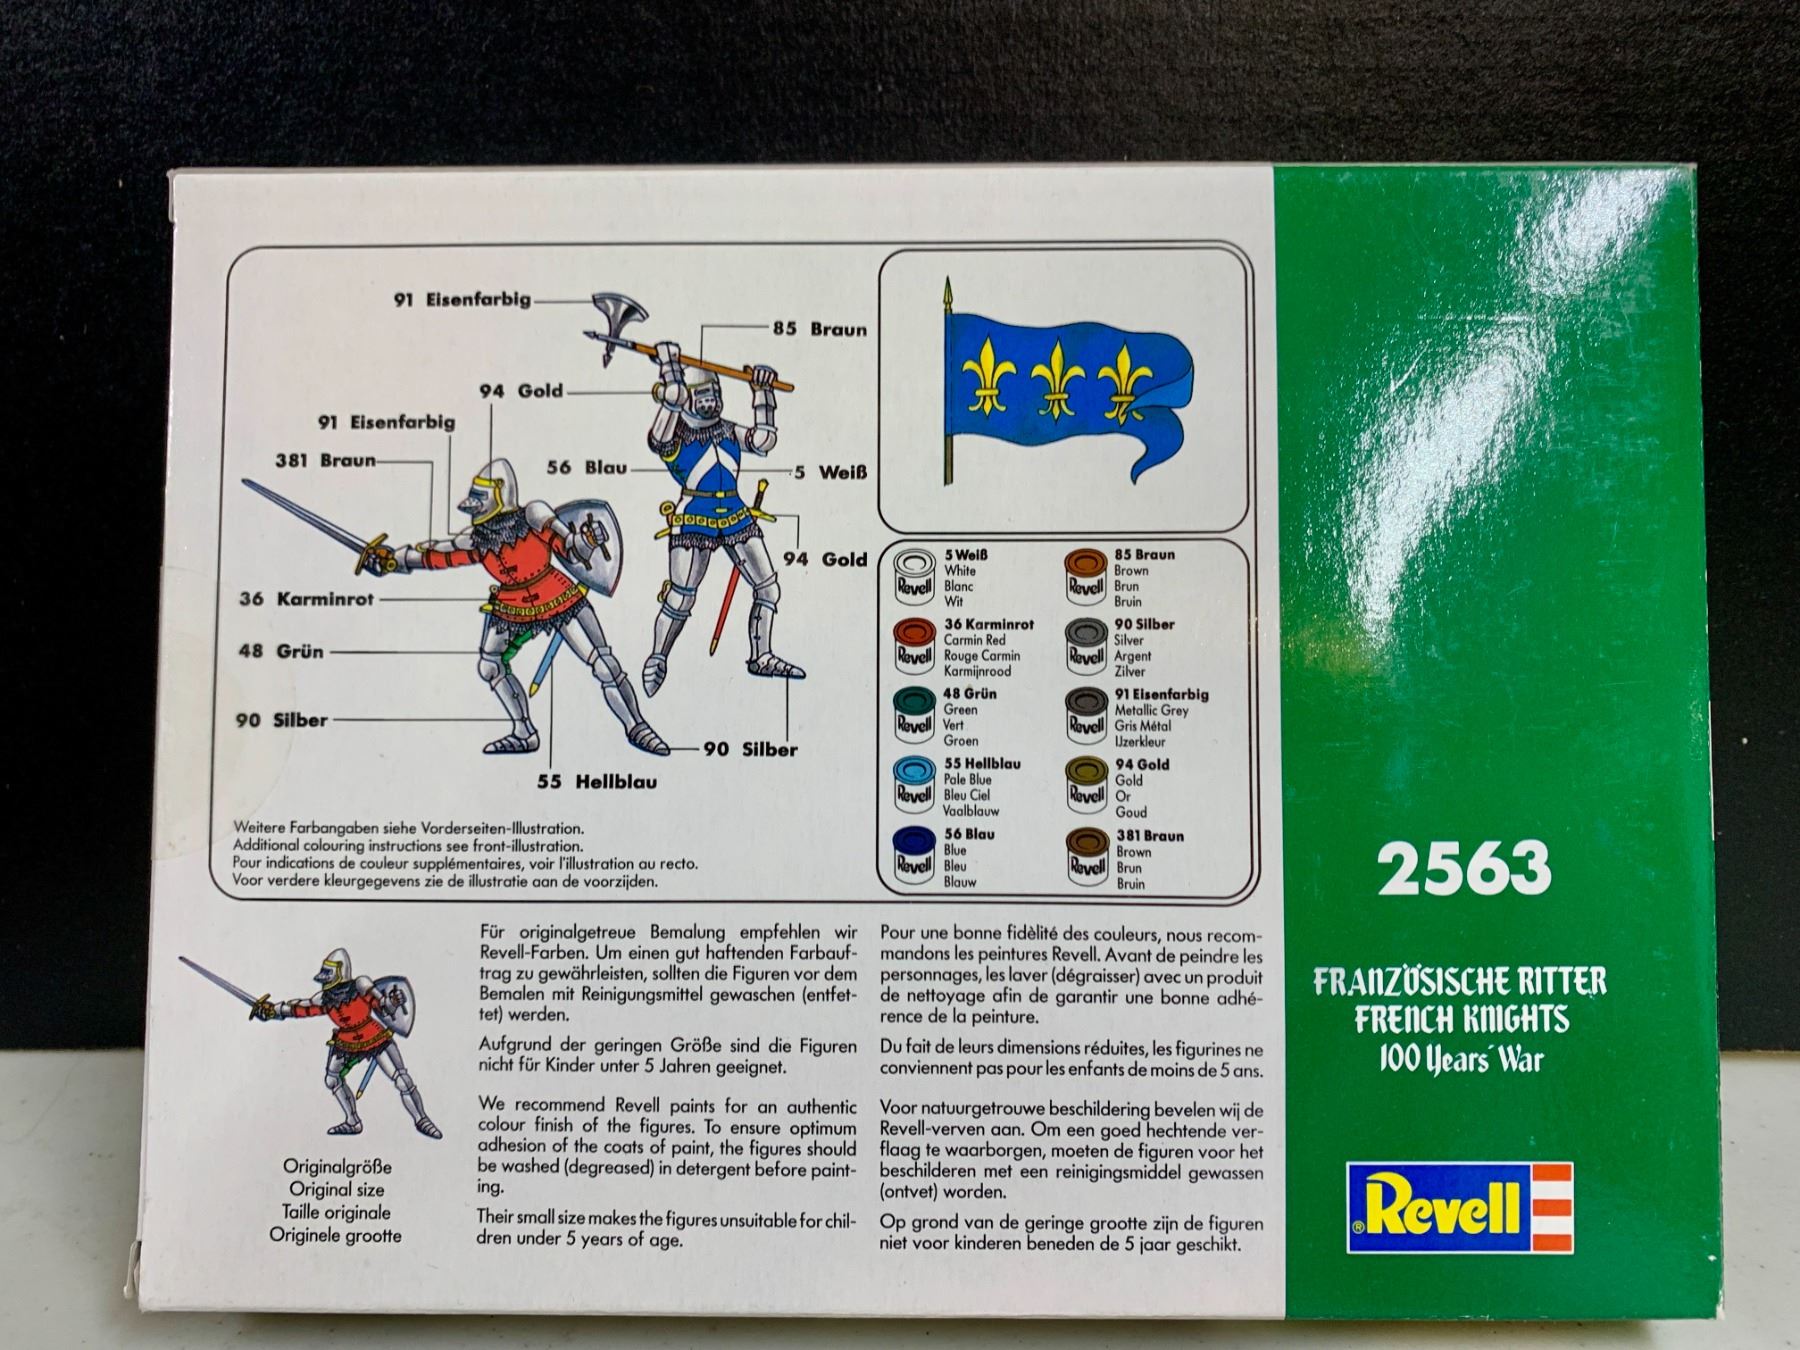 91 Eisenfarbig
85 Braun
94 Gold
91 Eisenfarbig
381 Braun
56 Blau
5 Weiß
94 Gold
36 Karminrot
48 Grün
90 Silber
90 Silber
55 Hellblau
Weitere Farbangaben siehe Vorderseiten-Illustration.
Additional colouring instructions see front-illustration.
Pour indications de couleur supplémentaires, voir l'illustration au recto.
Voor verdere kleurgegevens zie de illustratie aan de voorzijden.
Revell
5 Weiß
White
Blanc
Wit
Revell
36 Karminrot
Carmin Red
Rouge Carmin
Karmijnrood
Revell
48 Grün
Green
Vert
Groen
Revell
55 Hellblau
Pale Blue
Bleu Ciel
Vaalblauw
Revell
56 Blau
Blue
Bleu
Blauw
Revell
85 Braun
Brown
Brun
Bruin
Revell
90 Silber
Silver
Argent
Zilver
Revell
91 Eisenfarbig
Metallic Grey
Gris Métal
IJzerkleur
Revell
94 Gold
Gold
Or
Goud
Revell
381 Braun
Brown
Brun
Bruin
Originalgröße
Original size
Taille originale
Originele grootte
Für originalgetreue Bemalung empfehlen wir
Revell-Farben. Um einen gut haftenden Farbauf-
trag zu gewährleisten, sollten die Figuren vor dem
Bemalen mit Reinigungsmittel gewaschen (entfet-
tet) werden.
Aufgrund der geringen Größe sind die Figuren
nicht für Kinder unter 5 Jahren geeignet.
We recommend Revell paints for an authentic
colour finish of the figures. To ensure optimum
adhesion of the coats of paint, the figures should
be washed (degreased) in detergent before paint-
ing.
Their small size makes the figures unsuitable for chil-
dren under 5 years of age.
Pour une bonne fidèlité des couleurs, nous recom-
mandons les peintures Revell. Avant de peindre les
personnages, les laver (dégraisser) avec un produit
de nettoyage afin de garantir une bonne adhé-
rence de la peinture.
Du fait de leurs dimensions réduites, les figurines ne
conviennent pas pour les enfants de moins de 5 ans.
Voor natuurgetrouwe beschildering bevelen wij de
Revell-verven aan. Om een goed hechtende ver-
flaag te waarborgen, moeten de figuren voor het
beschilderen met een reinigingsmiddel gewassen
(ontvet) worden.
Op grond van de geringe grootte zijn de figuren
niet voor kinderen beneden de 5 jaar geschikt.
2563
FRANZÖSISCHE RITTER
FRENCH KNIGHTS
100 Years' War
®Revell